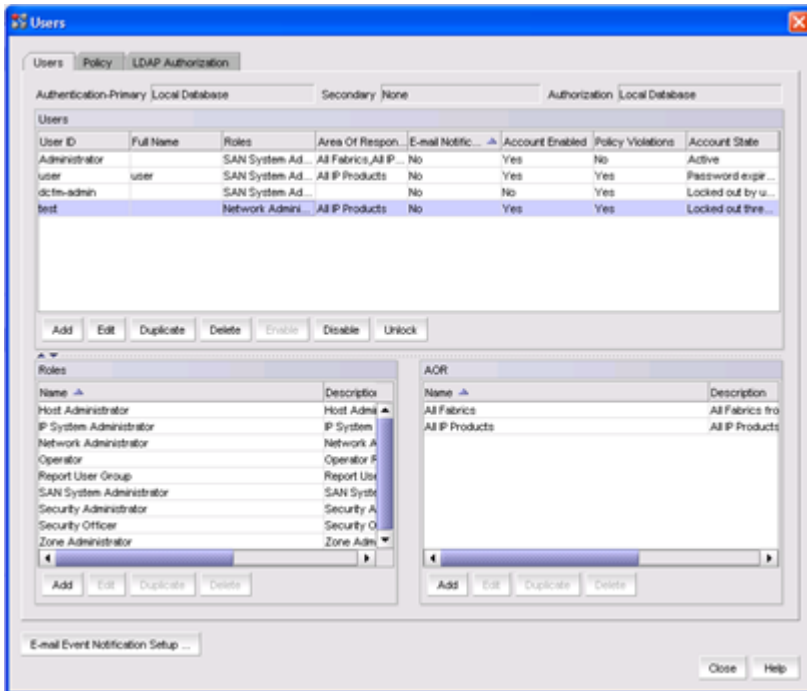 Users
Users Policy LDAP Authorization
Authentication-Primary Local Database Secondary None Authorization Local Database
Users
User ID Full Name Roles Area Of Respon... E-mail Notific... Account Enabled Policy Violations Account State
Administrator SAN System Ad... All Fabrics,All IP... No Yes No Active
user user SAN System Ad... All IP Products No Yes Yes Password expir...
dcfm-admin SAN System Ad... No No Yes Locked out by u...
test Network Admini... All IP Products No Yes Yes Locked out thre...
Add Edit Duplicate Delete Enable Disable Unlock
Roles AOR
Name Description Name Description
Host Administrator Host Admi All Fabrics All Fabrics fro
IP System Administrator IP System All IP Products All IP Products
Network Administrator Network A
Operator Operator R
Report User Group Report Use
SAN System Administrator SAN Syste
Security Administrator Security A
Security Officer Security O
Zone Administrator Zone Admi
Add Edit Duplicate Delete Add Edit Duplicate Delete
E-mail Event Notification Setup ...
Close Help